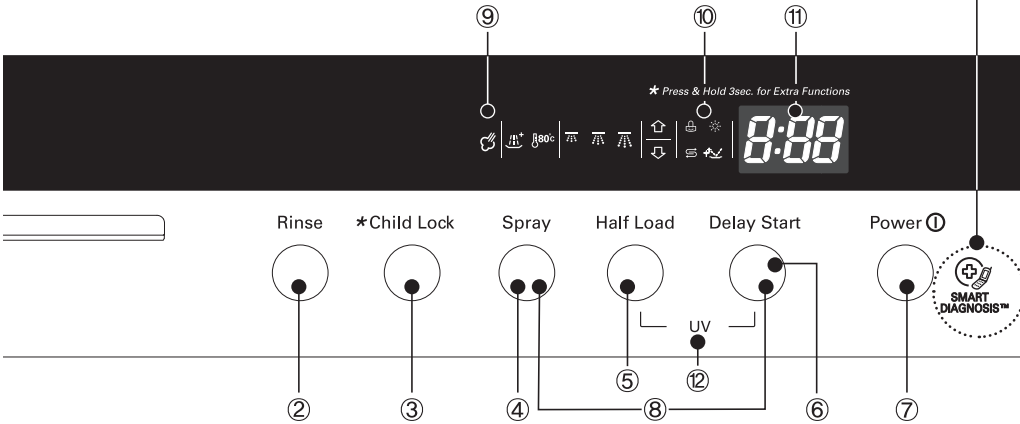 ⑨ ⑩ ⑪
* Press & Hold 3sec. for Extra Functions
80°c 8:88
Rinse *Child Lock Spray Half Load Delay Start Power
SMART
DIAGNOSIS™
UV
② ③ ④ ⑤ ⑫ ⑧ ⑥ ⑦